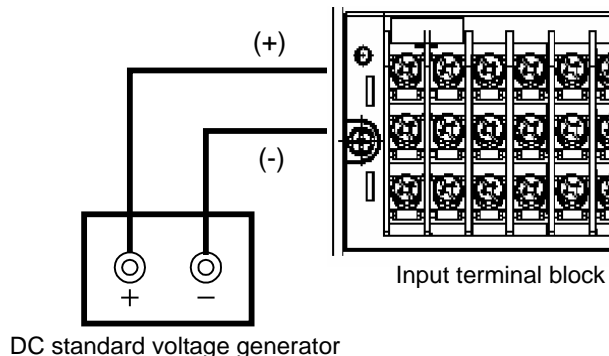 (+)
(-)
+ −
Input terminal block
DC standard voltage generator